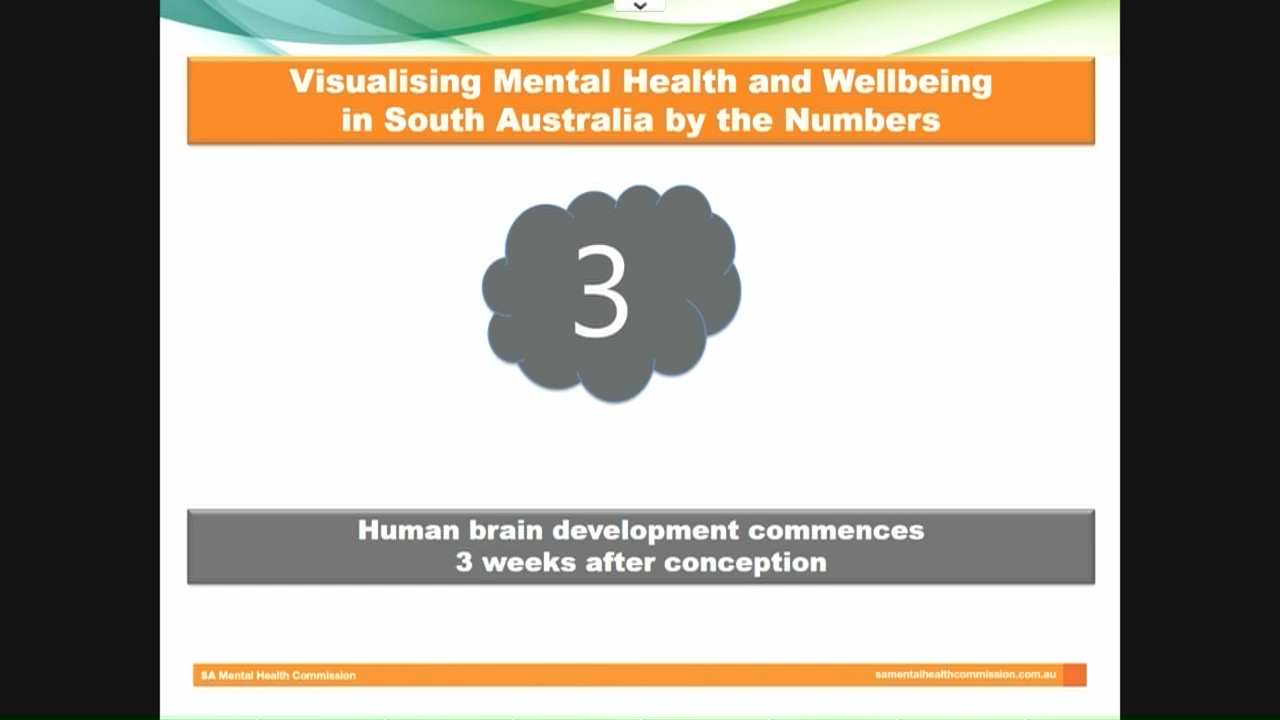 Visualising Mental Health and Wellbeing
in South Australia by the Numbers
3
Human brain development commences
3 weeks after conception
SA Mental Health Commission
samentalhealthcommission.com.au